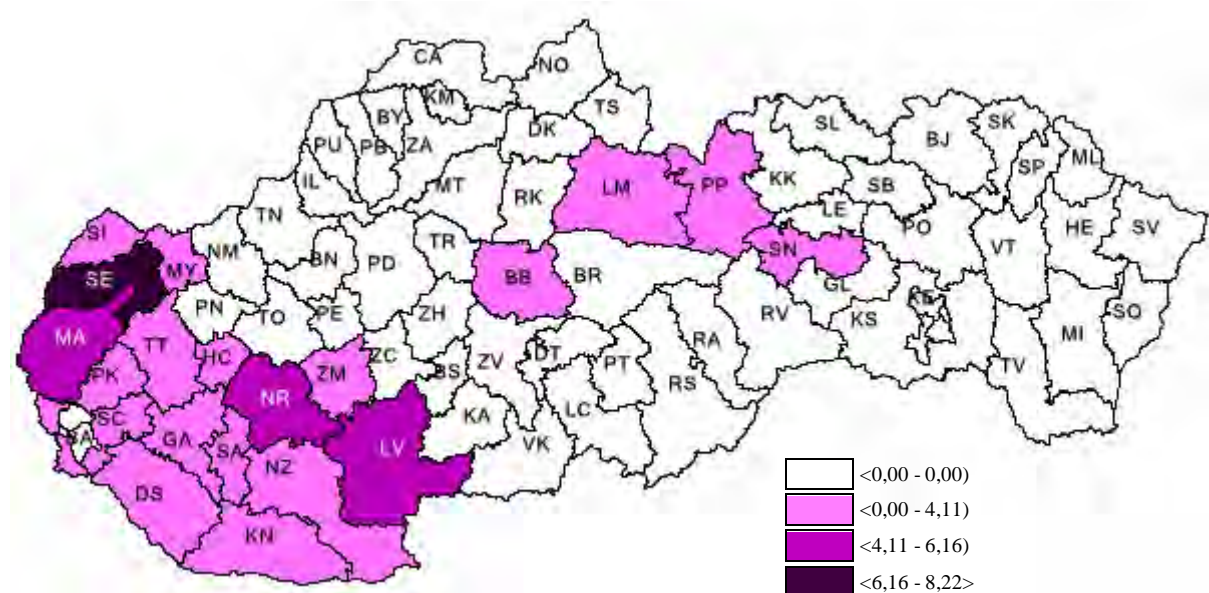 CA
NO
KM
TS
BY
DK
SL
SK
PU
PB
ZA
BJ
ML
SP
IL
MT
RK
LM
PP
KK
SB
LE
TN
SI
NM
TR
PO
HE
SV
BN
PD
SN
VT
SE
MY
BB
BR
GL
PN
TO
PE
ZH
RV
KS
KE
SO
MA
TT
HC
ZM
ZC
BS
ZV
DT
PT
RA
MI
TV
PK
NR
RS
SC
KA
LC
BA
GA
SA
NZ
LV
VK
DS
KN
<0,00 - 0,00)
<0,00 - 4,11)
<4,11 - 6,16)
<6,16 - 8,22>